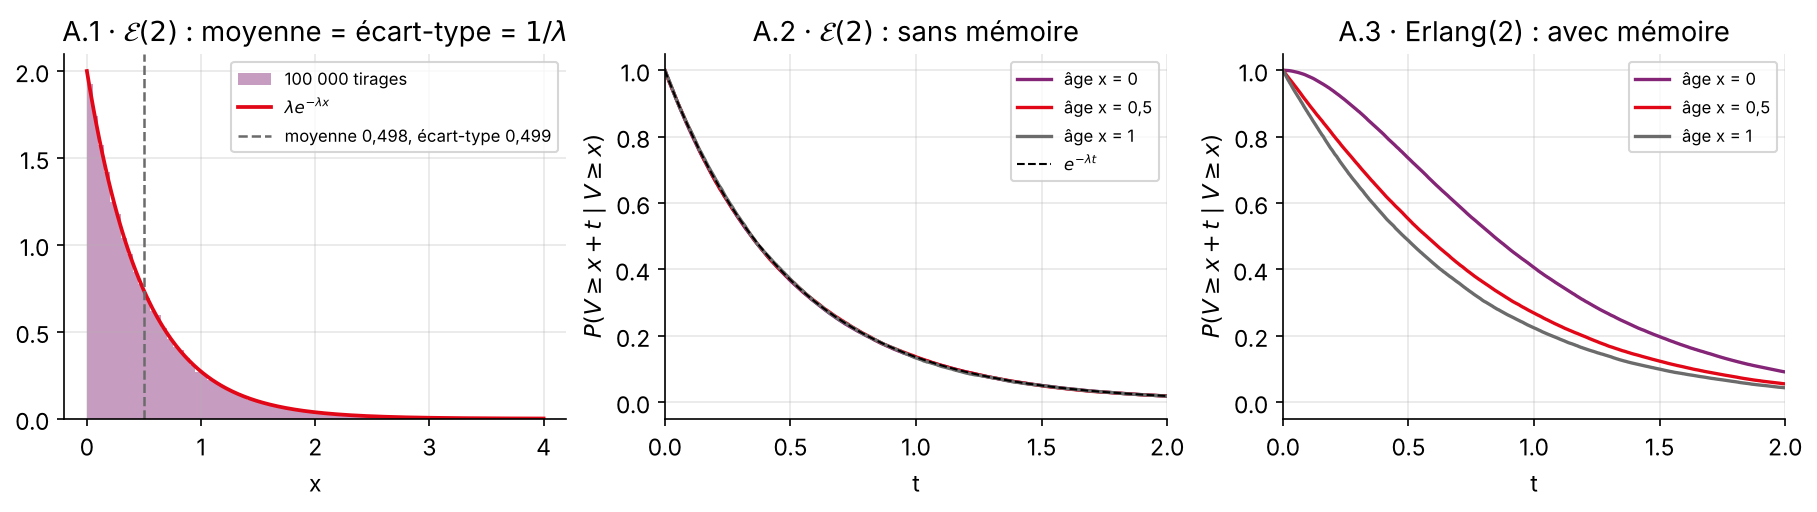 A.1 · ℰ(2) : moyenne = écart-type = 1/λ
2.0
1.5
1.0
0.5
0.0
100 000 tirages
λe^{−λx}
moyenne 0,498, écart-type 0,499
0
1
2
3
4
x
A.2 · ℰ(2) : sans mémoire
P(V ≥ x + t | V ≥ x)
1.0
0.8
0.6
0.4
0.2
0.0
âge x = 0
âge x = 0,5
âge x = 1
e^{−λt}
0.0
0.5
1.0
1.5
2.0
t
A.3 · Erlang(2) : avec mémoire
P(V ≥ x + t | V ≥ x)
1.0
0.8
0.6
0.4
0.2
0.0
âge x = 0
âge x = 0,5
âge x = 1
0.0
0.5
1.0
1.5
2.0
t